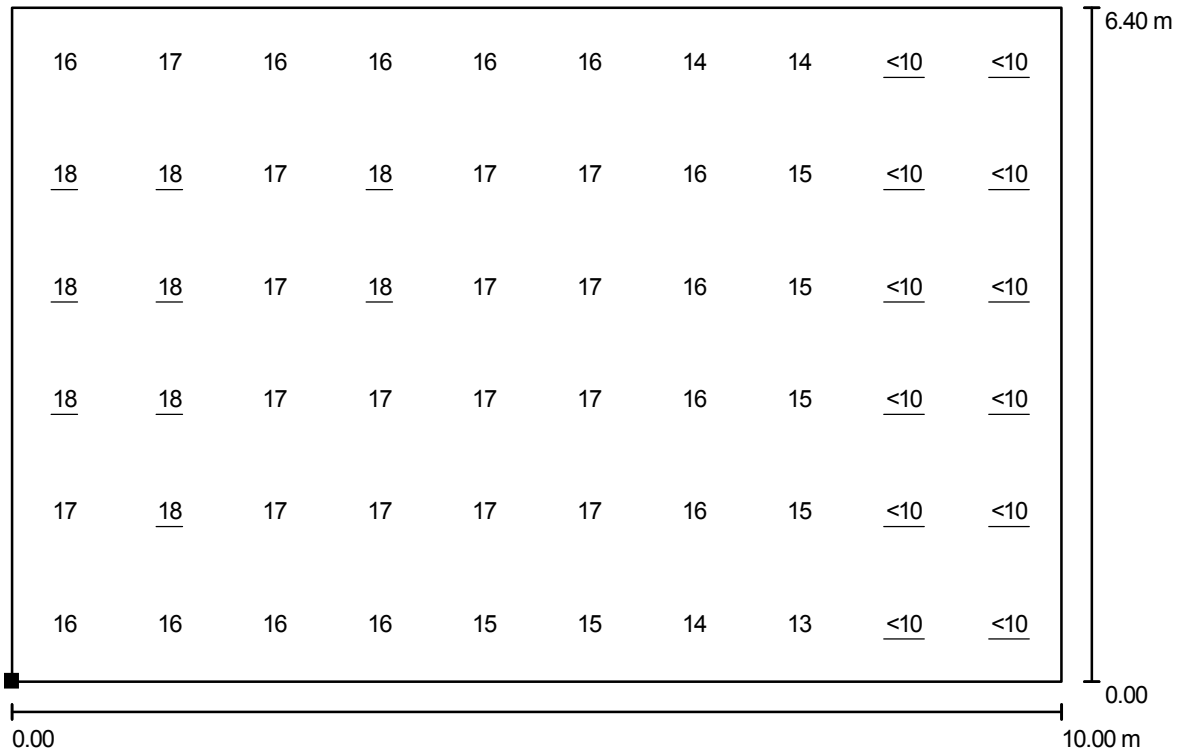 6.40 m
16 17 16 16 16 16 14 14 <10 <10
18 18 17 18 17 17 16 15 <10 <10
18 18 17 18 17 17 16 15 <10 <10
18 18 17 17 17 17 16 15 <10 <10
17 18 17 17 17 17 16 15 <10 <10
16 16 16 16 15 15 14 13 <10 <10
0.00
0.00 10.00 m